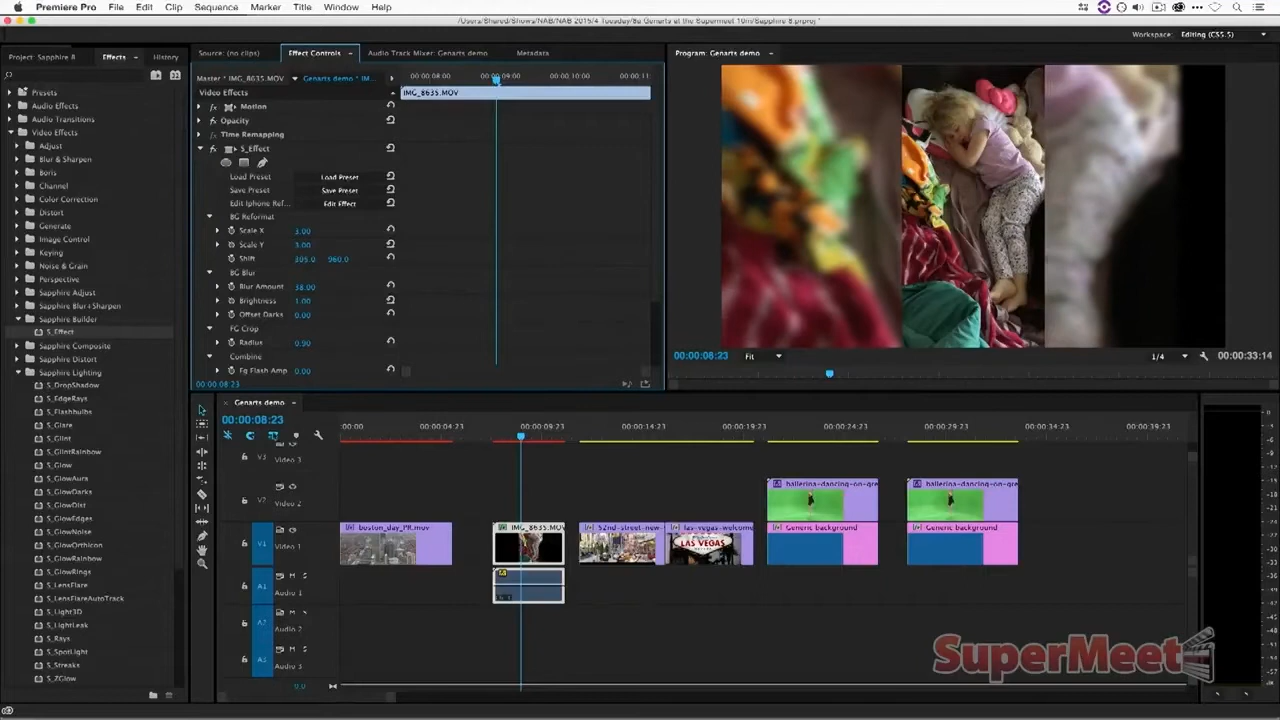 Premiere Pro File Edit Clip Sequence Marker Title Window Help
/Users/Shared/Shows/NAB/NAB 2015/4 Tuesday/8a Genarts at the Supermeet 10m/Sapphire 8.prproj *
Workspace: Editing (CS5.5)
Project: Sapphire 8
Effects
History
Presets
Audio Effects
Audio Transitions
Video Effects
Adjust
Blur & Sharpen
Boris
Channel
Color Correction
Distort
Generate
Image Control
Keying
Noise & Grain
Perspective
Sapphire Adjust
Sapphire Blur+Sharpen
Sapphire Builder
S_Effect
Sapphire Composite
Sapphire Distort
Sapphire Lighting
S_DropShadow
S_EdgeRays
S_Flashbulbs
S_Glare
S_Glint
S_GlintRainbow
S_Glow
S_GlowAura
S_GlowDarks
S_GlowDist
S_GlowEdges
S_GlowNoise
S_GlowOrthicon
S_GlowRainbow
S_GlowRings
S_LensFlare
S_LensFlareAutoTrack
S_Light3D
S_LightLeak
S_Rays
S_SpotLight
S_Streaks
S_ZGlow
Source: (no clips)
Effect Controls
Audio Track Mixer: Genarts demo
Metadata
Master * IMG_8635.MOV
Genarts demo * IM...
00:00:08:00 00:00:09:00 00:00:10:00 00:00:11:
Video Effects
IMG_8635.MOV
fx Motion
fx Opacity
fx Time Remapping
fx S_Effect
Load Preset Load Preset
Save Preset Save Preset
Edit Iphone Ref... Edit Effect
BG Reformat
Scale X 3.00
Scale Y 3.00
Shift 305.0 960.0
BG Blur
Blur Amount 38.00
Brightness 1.00
Offset Darks 0.00
FG Crop
Radius 0.90
Combine
Fg Flash Amp 0.00
00:00:08:23
Program: Genarts demo
00:00:08:23 Fit 1/4 00:00:33:14
Genarts demo
00:00:08:23
:00:00 00:00:04:23 00:00:09:23 00:00:14:23 00:00:19:23 00:00:24:23 00:00:29:23 00:00:34:23 00:00:39:23
V3 Video 3
V2 Video 2
ballerina-dancing-on-gre
ballerina-dancing-on-gre
V1 Video 1
boston_day_PR.mov
IMG_8635.MOV
52nd-street-new-
las-vegas-welcome
Generic background
Generic background
LAS VEGAS
A1 M S
Audio 1
A2 M S
Audio 2
A3 M S
Audio 3
0.0
SuperMeet